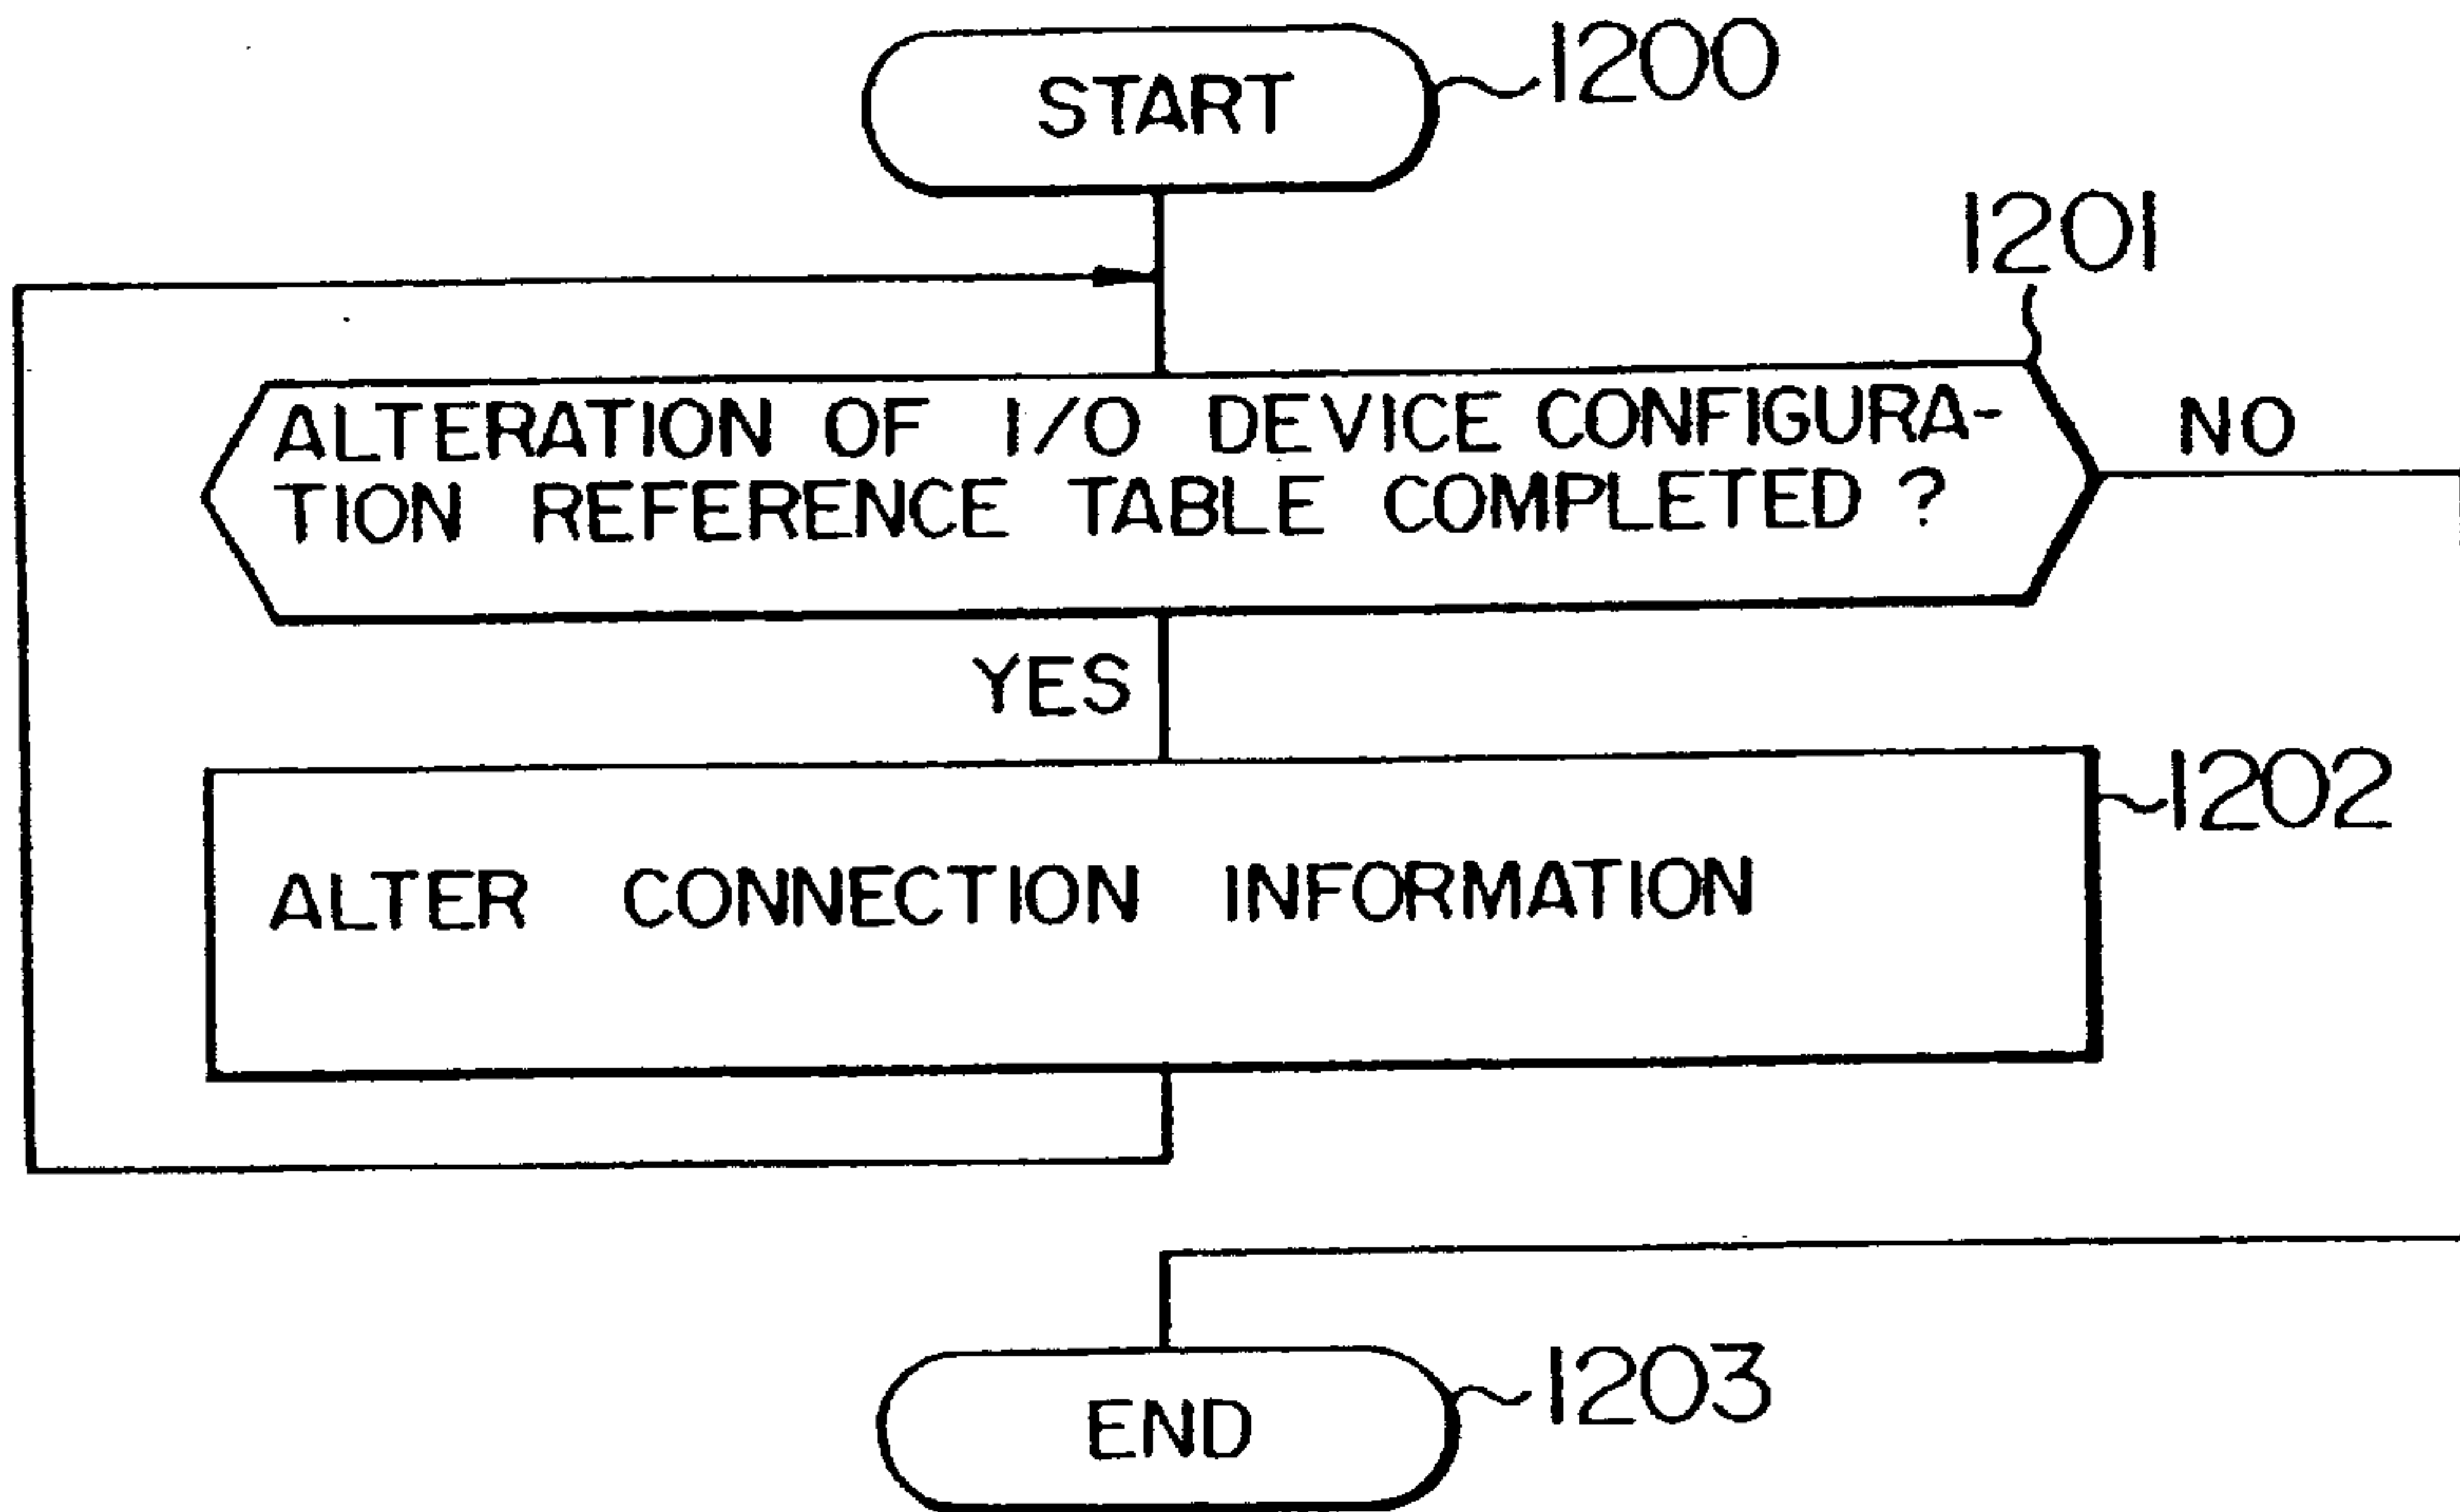 START
1200
1201
ALTERATION OF I/O DEVICE CONFIGURA-
TION REFERENCE TABLE COMPLETED ?
NO
YES
1202
ALTER CONNECTION INFORMATION
END
1203